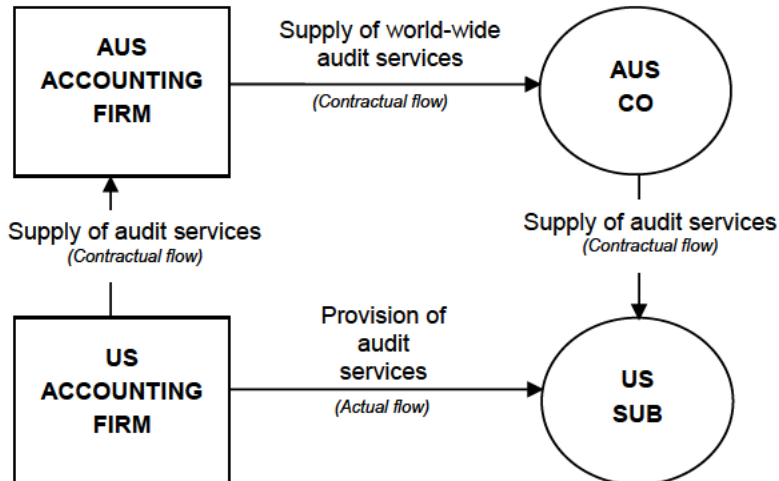 AUS
ACCOUNTING
FIRM
Supply of world-wide
audit services
(Contractual flow)
AUS
CO
Supply of audit services
(Contractual flow)
Supply of audit services
(Contractual flow)
US
ACCOUNTING
FIRM
Provision of
audit
services
(Actual flow)
US
SUB